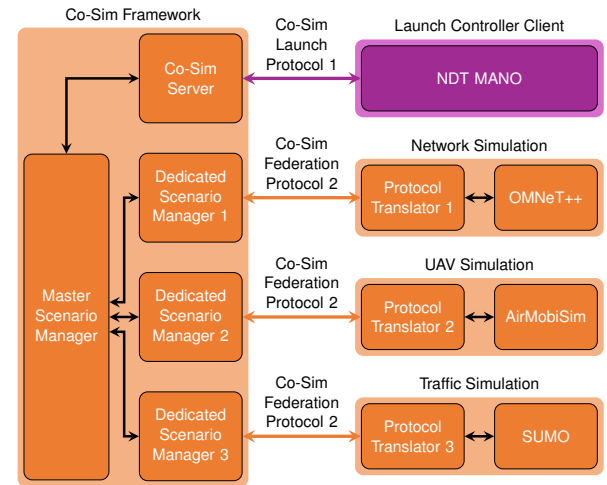 Co-Sim Framework
Co-Sim
Server
Master
Scenario
Manager
Dedicated
Scenario
Manager 1
Dedicated
Scenario
Manager 2
Dedicated
Scenario
Manager 3
Co-Sim
Launch
Protocol 1
Co-Sim
Federation
Protocol 2
Co-Sim
Federation
Protocol 2
Co-Sim
Federation
Protocol 2
Launch Controller Client
NDT MANO
Network Simulation
Protocol
Translator 1
OMNeT++
UAV Simulation
Protocol
Translator 2
AirMobiSim
Traffic Simulation
Protocol
Translator 3
SUMO